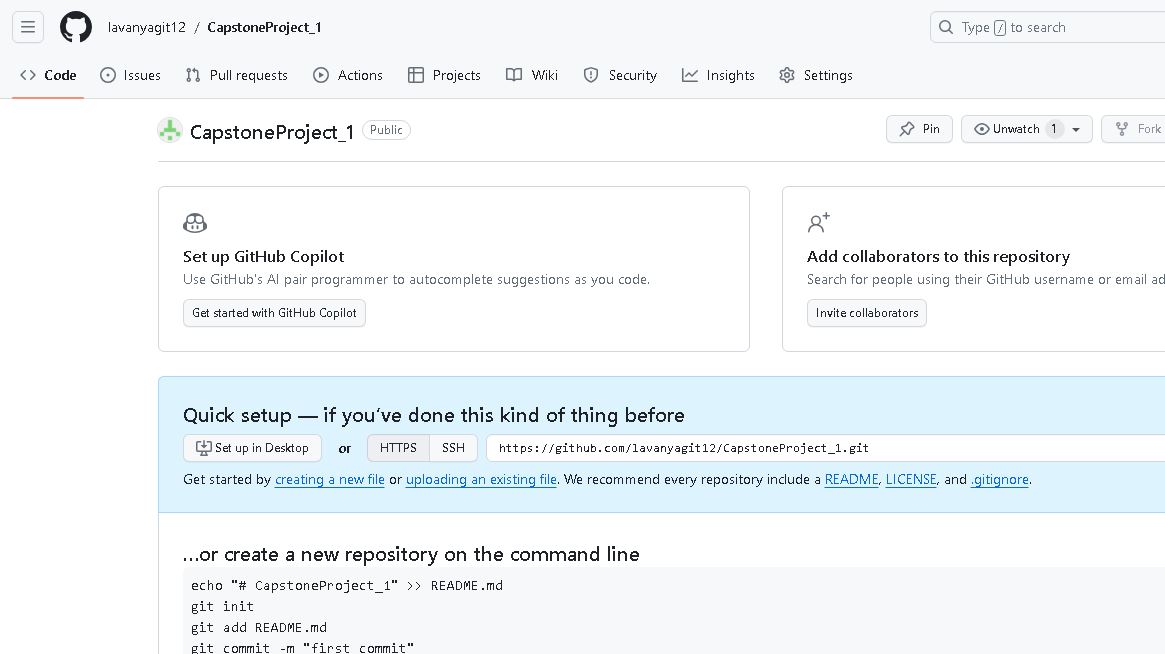 lavanyagit12 / CapstoneProject_1
Type / to search
Code Issues Pull requests Actions Projects Wiki Security Insights Settings
CapstoneProject_1 Public
Pin Unwatch 1 Fork
Set up GitHub Copilot
Use GitHub's AI pair programmer to autocomplete suggestions as you code.
Get started with GitHub Copilot
Add collaborators to this repository
Search for people using their GitHub username or email ad
Invite collaborators
Quick setup — if you've done this kind of thing before
Set up in Desktop or HTTPS SSH https://github.com/lavanyagit12/CapstoneProject_1.git
Get started by creating a new file or uploading an existing file. We recommend every repository include a README, LICENSE, and .gitignore.
...or create a new repository on the command line
echo "# CapstoneProject_1" >> README.md
git init
git add README.md
git commit -m "first commit"